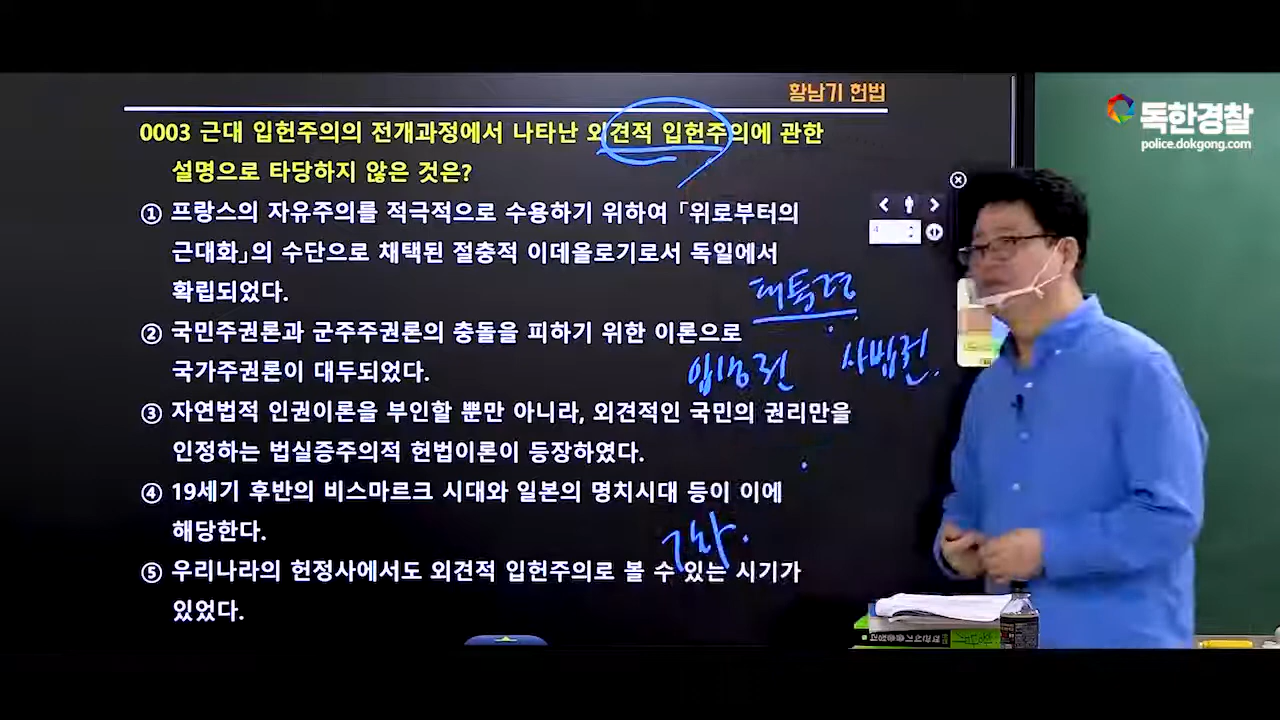 황남기 헌법
독한경찰
police.dokgong.com
0003 근대 입헌주의의 전개과정에서 나타난 외견적 입헌주의에 관한
설명으로 타당하지 않은 것은?
① 프랑스의 자유주의를 적극적으로 수용하기 위하여 「위로부터의
근대화」의 수단으로 채택된 절충적 이데올로기로서 독일에서
확립되었다.
대통령
② 국민주권론과 군주주권론의 충돌을 피하기 위한 이론으로
국가주권론이 대두되었다.
입법권 사법권
③ 자연법적 인권이론을 부인할 뿐만 아니라, 외견적인 국민의 권리만을
인정하는 법실증주의적 헌법이론이 등장하였다.
④ 19세기 후반의 비스마르크 시대와 일본의 명치시대 등이 이에
해당한다.
⑤ 우리나라의 헌정사에서도 외견적 입헌주의로 볼 수 있는 시기가
있었다.